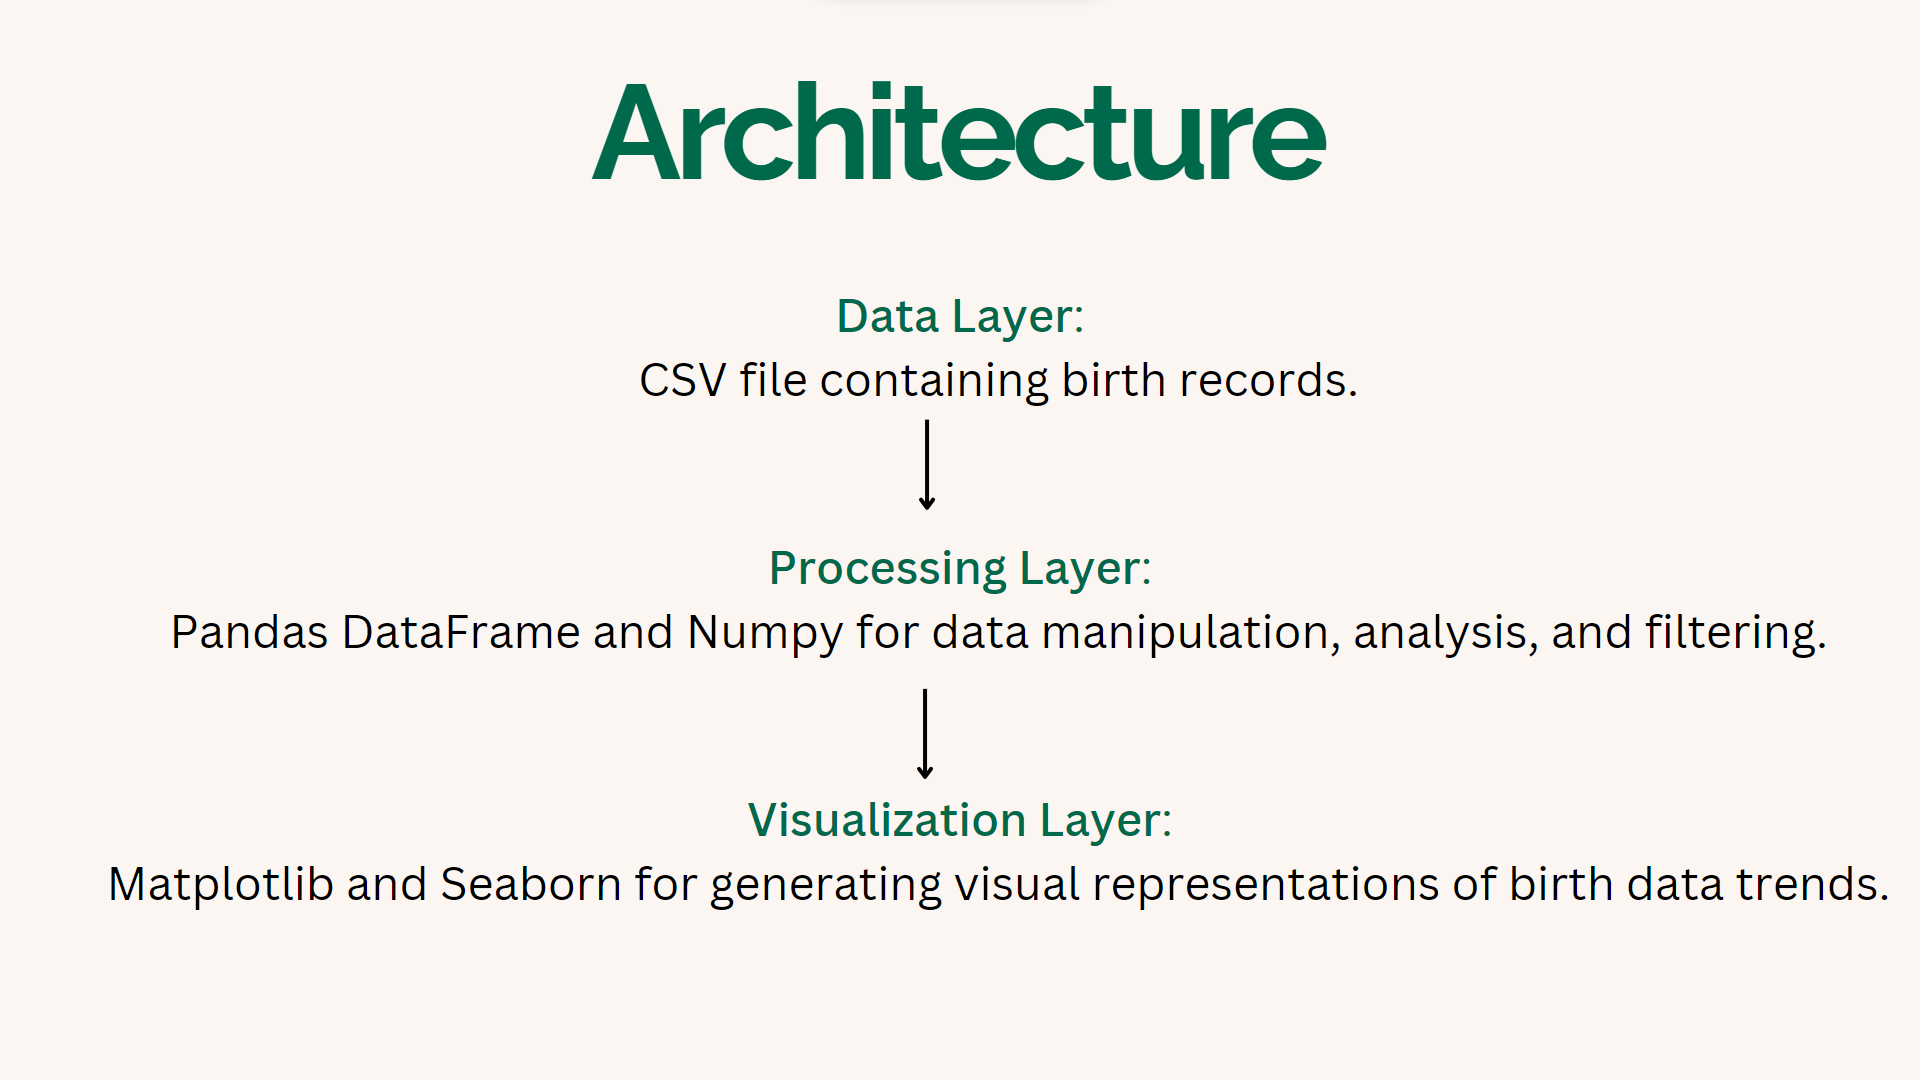 Architecture
Data Layer:
CSV file containing birth records.
Processing Layer:
Pandas DataFrame and Numpy for data manipulation, analysis, and filtering.
Visualization Layer:
Matplotlib and Seaborn for generating visual representations of birth data trends.